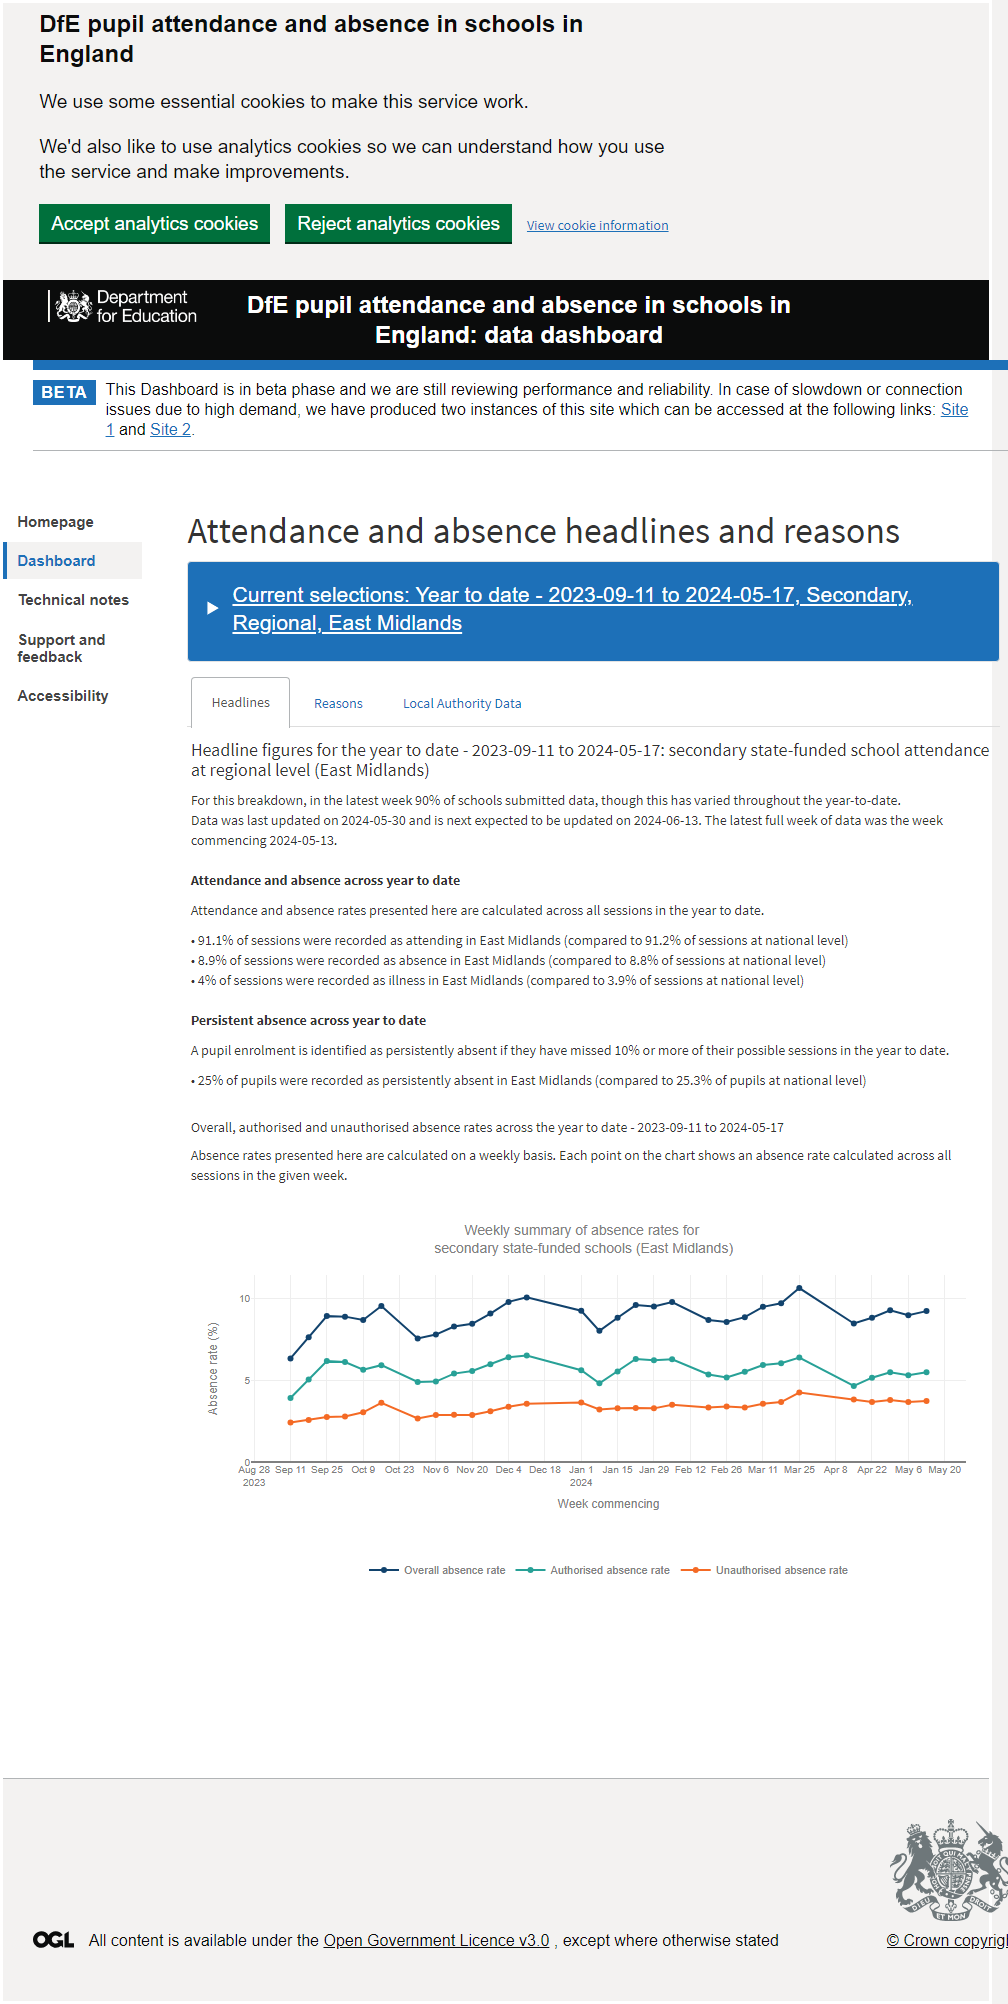 DfE pupil attendance and absence in schools in
England
We use some essential cookies to make this service work.
We'd also like to use analytics cookies so we can understand how you use
the service and make improvements.
Accept analytics cookies Reject analytics cookies View cookie information
Department
for Education
DfE pupil attendance and absence in schools in
England: data dashboard
BETA This Dashboard is in beta phase and we are still reviewing performance and reliability. In case of slowdown or connection
issues due to high demand, we have produced two instances of this site which can be accessed at the following links: Site
1 and Site 2.
Homepage
Dashboard
Technical notes
Support and
feedback
Accessibility
Attendance and absence headlines and reasons
Current selections: Year to date - 2023-09-11 to 2024-05-17, Secondary,
Regional, East Midlands
Headlines Reasons Local Authority Data
Headline figures for the year to date - 2023-09-11 to 2024-05-17: secondary state-funded school attendance
at regional level (East Midlands)
For this breakdown, in the latest week 90% of schools submitted data, though this has varied throughout the year-to-date.
Data was last updated on 2024-05-30 and is next expected to be updated on 2024-06-13. The latest full week of data was the week
commencing 2024-05-13.
Attendance and absence across year to date
Attendance and absence rates presented here are calculated across all sessions in the year to date.
• 91.1% of sessions were recorded as attending in East Midlands (compared to 91.2% of sessions at national level)
• 8.9% of sessions were recorded as absence in East Midlands (compared to 8.8% of sessions at national level)
• 4% of sessions were recorded as illness in East Midlands (compared to 3.9% of sessions at national level)
Persistent absence across year to date
A pupil enrolment is identified as persistently absent if they have missed 10% or more of their possible sessions in the year to date.
• 25% of pupils were recorded as persistently absent in East Midlands (compared to 25.3% of pupils at national level)
Overall, authorised and unauthorised absence rates across the year to date - 2023-09-11 to 2024-05-17
Absence rates presented here are calculated on a weekly basis. Each point on the chart shows an absence rate calculated across all
sessions in the given week.
Weekly summary of absence rates for
secondary state-funded schools (East Midlands)
Absence rate (%)
10
5
0
Aug 28 Sep 11 Sep 25 Oct 9 Oct 23 Nov 6 Nov 20 Dec 4 Dec 18 Jan 1 Jan 15 Jan 29 Feb 12 Feb 26 Mar 11 Mar 25 Apr 8 Apr 22 May 6 May 20
2023 2024
Week commencing
Overall absence rate Authorised absence rate Unauthorised absence rate
OGL All content is available under the Open Government Licence v3.0 , except where otherwise stated
© Crown